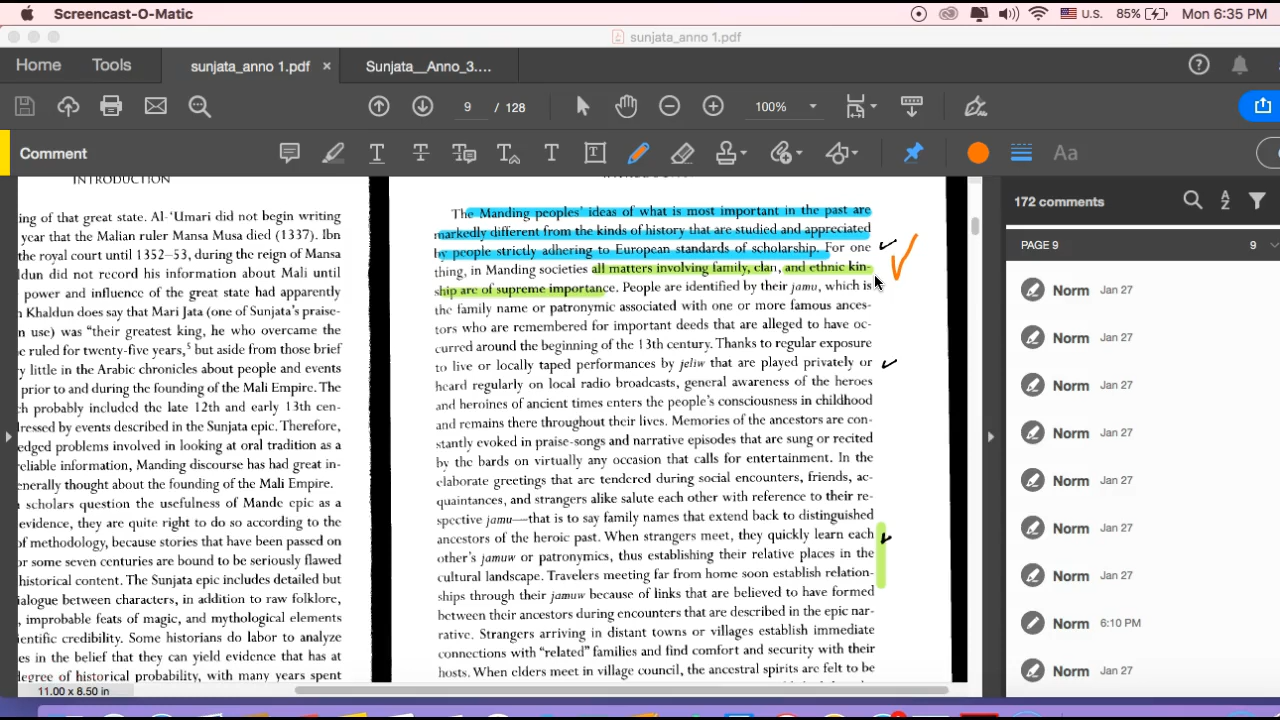 Screencast-O-Matic
U.S. 85% Mon 6:35 PM
sunjata_anno 1.pdf
Home Tools sunjata_anno 1.pdf × Sunjata__Anno_3....
9 / 128 100%
Comment Aa
172 comments
PAGE 9 9
Norm Jan 27
Norm Jan 27
Norm Jan 27
Norm Jan 27
Norm Jan 27
Norm Jan 27
Norm Jan 27
Norm 6:10 PM
Norm Jan 27
INTRODUCTION
ing of that great state. Al-‘Umari did not begin writing
year that the Malian ruler Mansa Musa died (1337). Ibn
the royal court until 1352–53, during the reign of Mansa
ldun did not record his information about Mali until
power and influence of the great state had apparently
Khaldun does say that Mari Jata (one of Sunjata’s praise-
n use) was “their greatest king, he who overcame the
e ruled for twenty-five years,⁵ but aside from those brief
y little in the Arabic chronicles about people and events
prior to and during the founding of the Mali Empire. The
ch probably included the late 12th and early 13th cen-
ressed by events described in the Sunjata epic. Therefore,
edged problems involved in looking at oral tradition as a
reliable information, Manding discourse has had great in-
enerally thought about the founding of the Mali Empire.
scholars question the usefulness of Mande epic as a
evidence, they are quite right to do so according to the
of methodology, because stories that have been passed on
or some seven centuries are bound to be seriously flawed
historical content. The Sunjata epic includes detailed but
ialogue between characters, in addition to raw folklore,
, improbable feats of magic, and mythological elements
ientific credibility. Some historians do labor to analyze
es in the belief that they can yield evidence that has at
legree of historical probability, with many years spent
The Manding peoples’ ideas of what is most important in the past are
markedly different from the kinds of history that are studied and appreciated
by people strictly adhering to European standards of scholarship. For one
thing, in Manding societies all matters involving family, clan, and ethnic kin-
ship are of supreme importance. People are identified by their jamu, which is
the family name or patronymic associated with one or more famous ances-
tors who are remembered for important deeds that are alleged to have oc-
curred around the beginning of the 13th century. Thanks to regular exposure
to live or locally taped performances by jeliw that are played privately or
heard regularly on local radio broadcasts, general awareness of the heroes
and heroines of ancient times enters the people’s consciousness in childhood
and remains there throughout their lives. Memories of the ancestors are con-
stantly evoked in praise-songs and narrative episodes that are sung or recited
by the bards on virtually any occasion that calls for entertainment. In the
elaborate greetings that are tendered during social encounters, friends, ac-
quaintances, and strangers alike salute each other with reference to their re-
spective jamu—that is to say family names that extend back to distinguished
ancestors of the heroic past. When strangers meet, they quickly learn each
other’s jamuw or patronymics, thus establishing their relative places in the
cultural landscape. Travelers meeting far from home soon establish relation-
ships through their jamuw because of links that are believed to have formed
between their ancestors during encounters that are described in the epic nar-
rative. Strangers arriving in distant towns or villages establish immediate
connections with “related” families and find comfort and security with their
hosts. When elders meet in village council, the ancestral spirits are felt to be
11.00 x 8.50 in